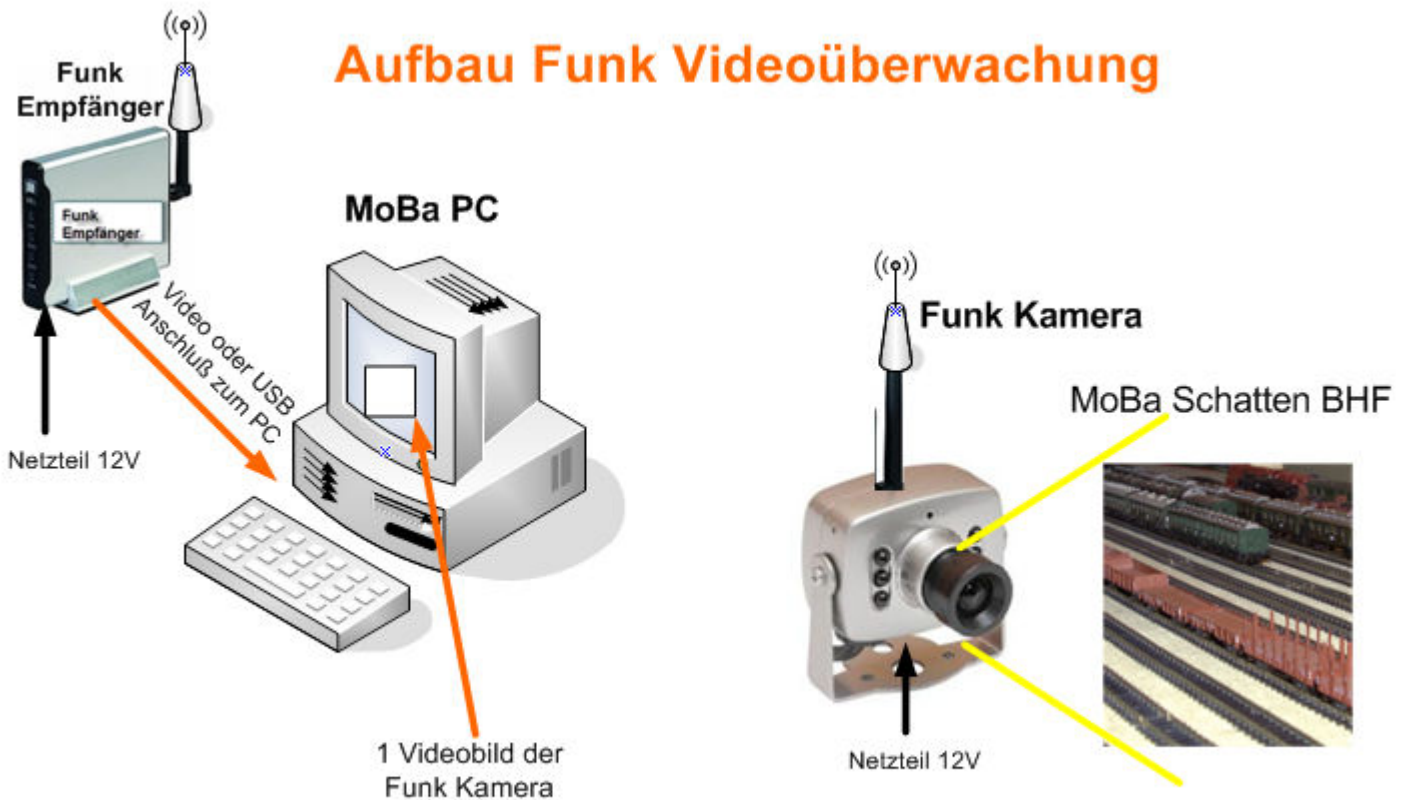 Aufbau Funk Videoüberwachung
Funk
Empfänger
Funk
Empfänger
MoBa PC
Video oder USB
Anschluß zum PC
Netzteil 12V
Funk Kamera
MoBa Schatten BHF
1 Videobild der
Funk Kamera
Netzteil 12V